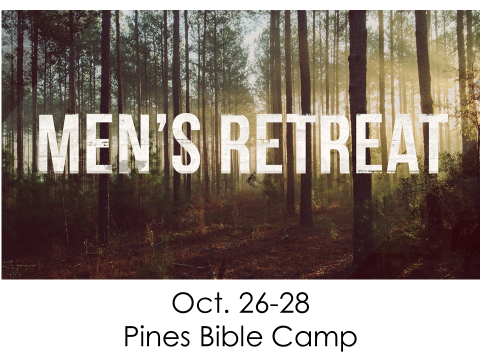 MEN'S RETREAT
Oct. 26-28
Pines Bible Camp